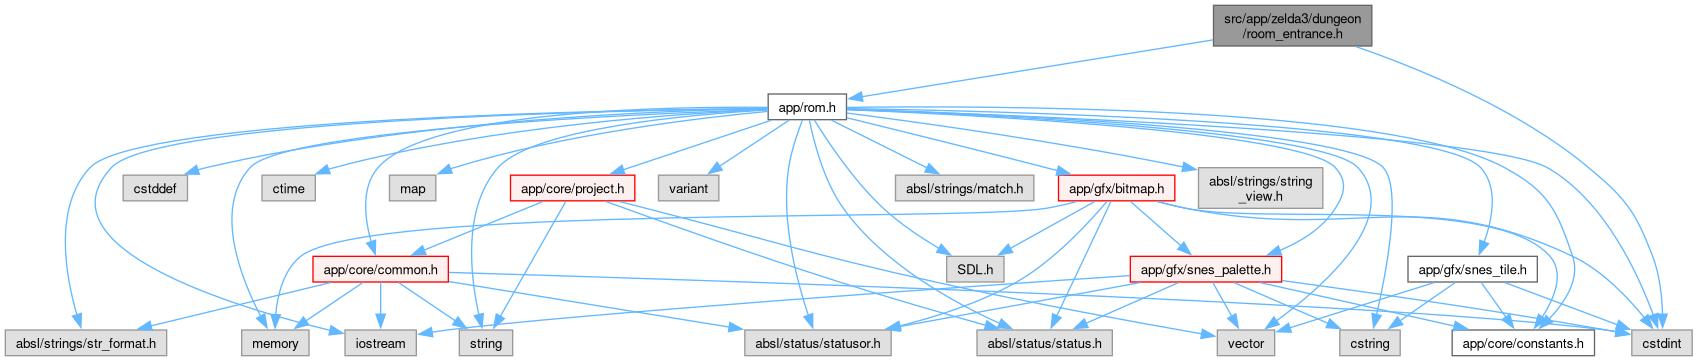 src/app/zelda3/dungeon
/room_entrance.h
app/rom.h
cstddef
ctime
map
app/core/project.h
variant
absl/strings/match.h
app/gfx/bitmap.h
absl/strings/string
_view.h
app/core/common.h
SDL.h
app/gfx/snes_palette.h
app/gfx/snes_tile.h
absl/strings/str_format.h
memory
iostream
string
absl/status/statusor.h
absl/status/status.h
vector
cstring
app/core/constants.h
cstdint